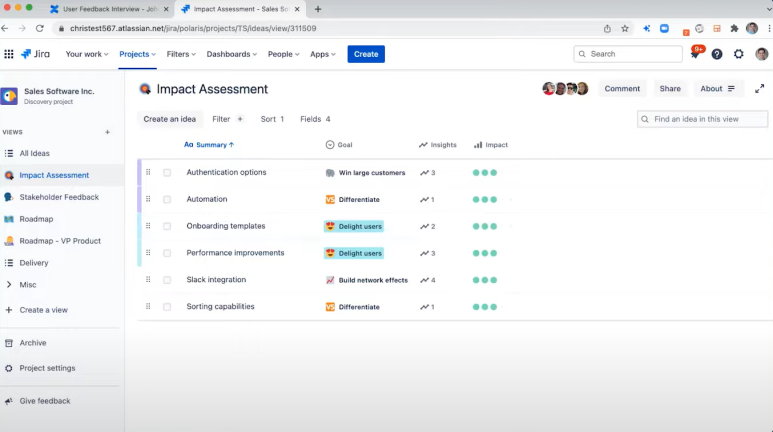 User Feedback Interview - Joli
Impact Assessment - Sales Sof
christest567.atlassian.net/jira/polaris/projects/TS/ideas/view/311509
Jira
Your work
Projects
Filters
Dashboards
People
Apps
Create
Search
9+
Sales Software Inc.
Discovery project
VIEWS
All Ideas
Impact Assessment
Stakeholder Feedback
Roadmap
Roadmap - VP Product
Delivery
Misc
Create a view
Archive
Project settings
Give feedback
Impact Assessment
Comment
Share
About
Create an idea
Filter +
Sort 1
Fields 4
Find an idea in this view
Aa Summary
Goal
Insights
Impact
Authentication options Win large customers 3
Automation VS Differentiate 1
Onboarding templates Delight users 2
Performance improvements Delight users 3
Slack integration Build network effects 4
Sorting capabilities VS Differentiate 1